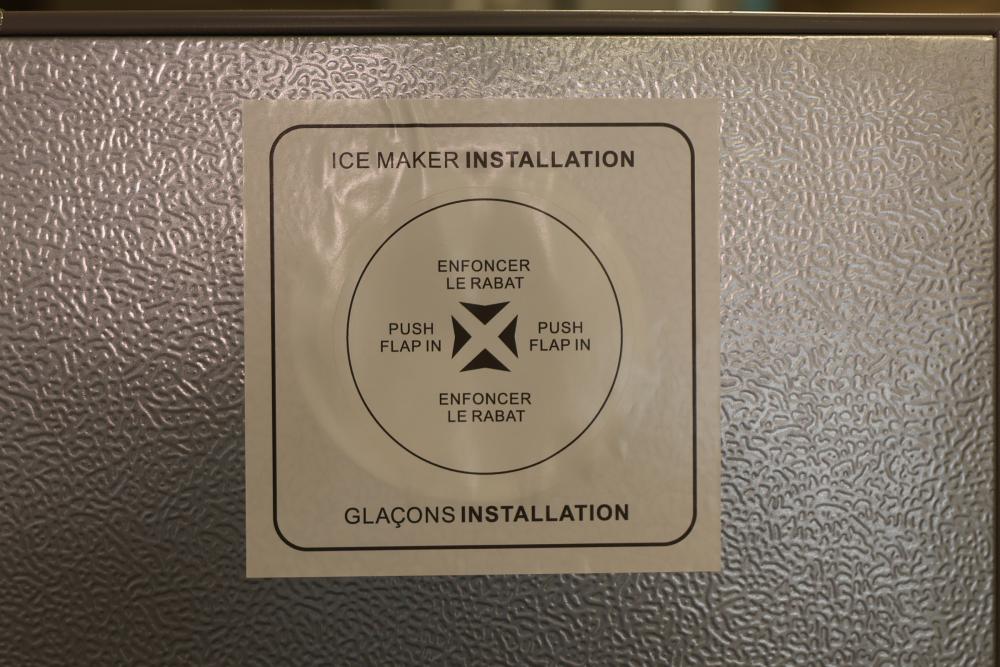 ICE MAKER INSTALLATION
ENFONCER
LE RABAT
PUSH
FLAP IN
PUSH
FLAP IN
ENFONCER
LE RABAT
GLAÇONS INSTALLATION